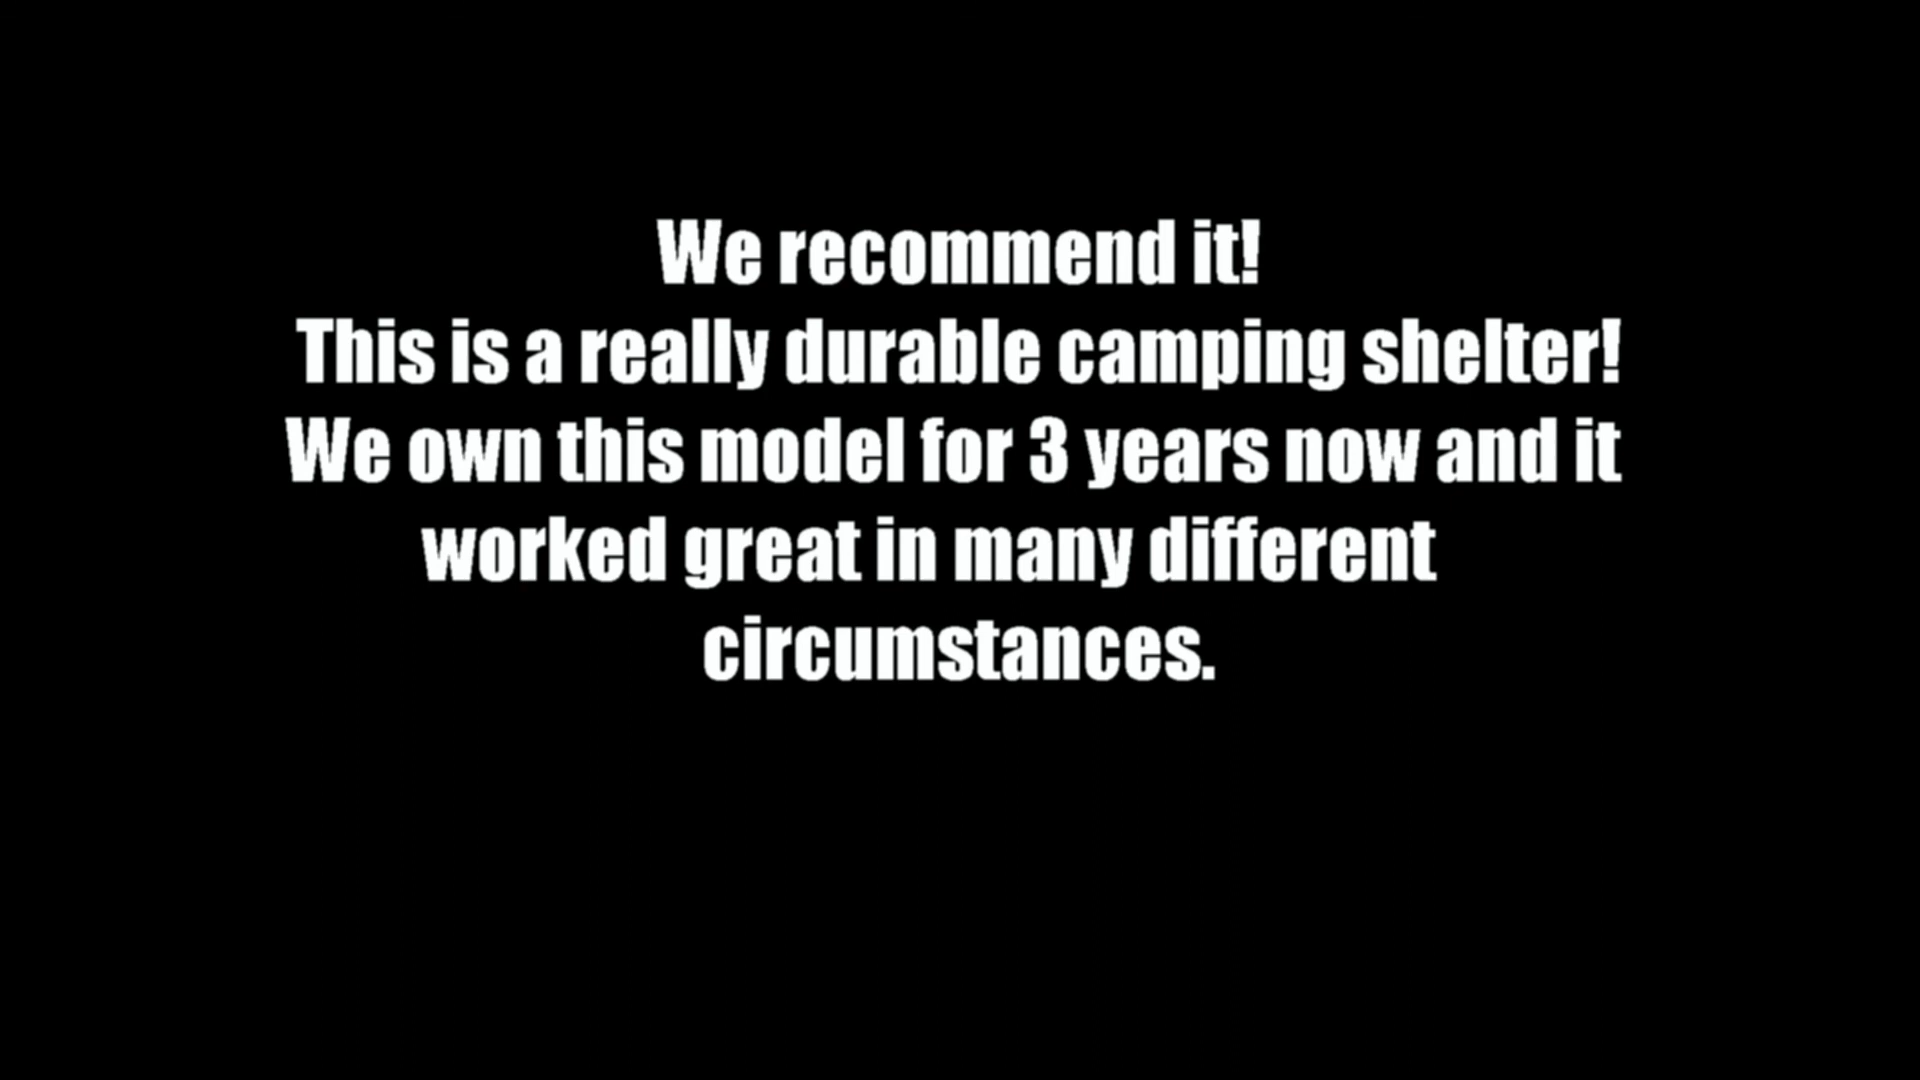 We recommend it!
This is a really durable camping shelter!
We own this model for 3 years now and it
worked great in many different
circumstances.